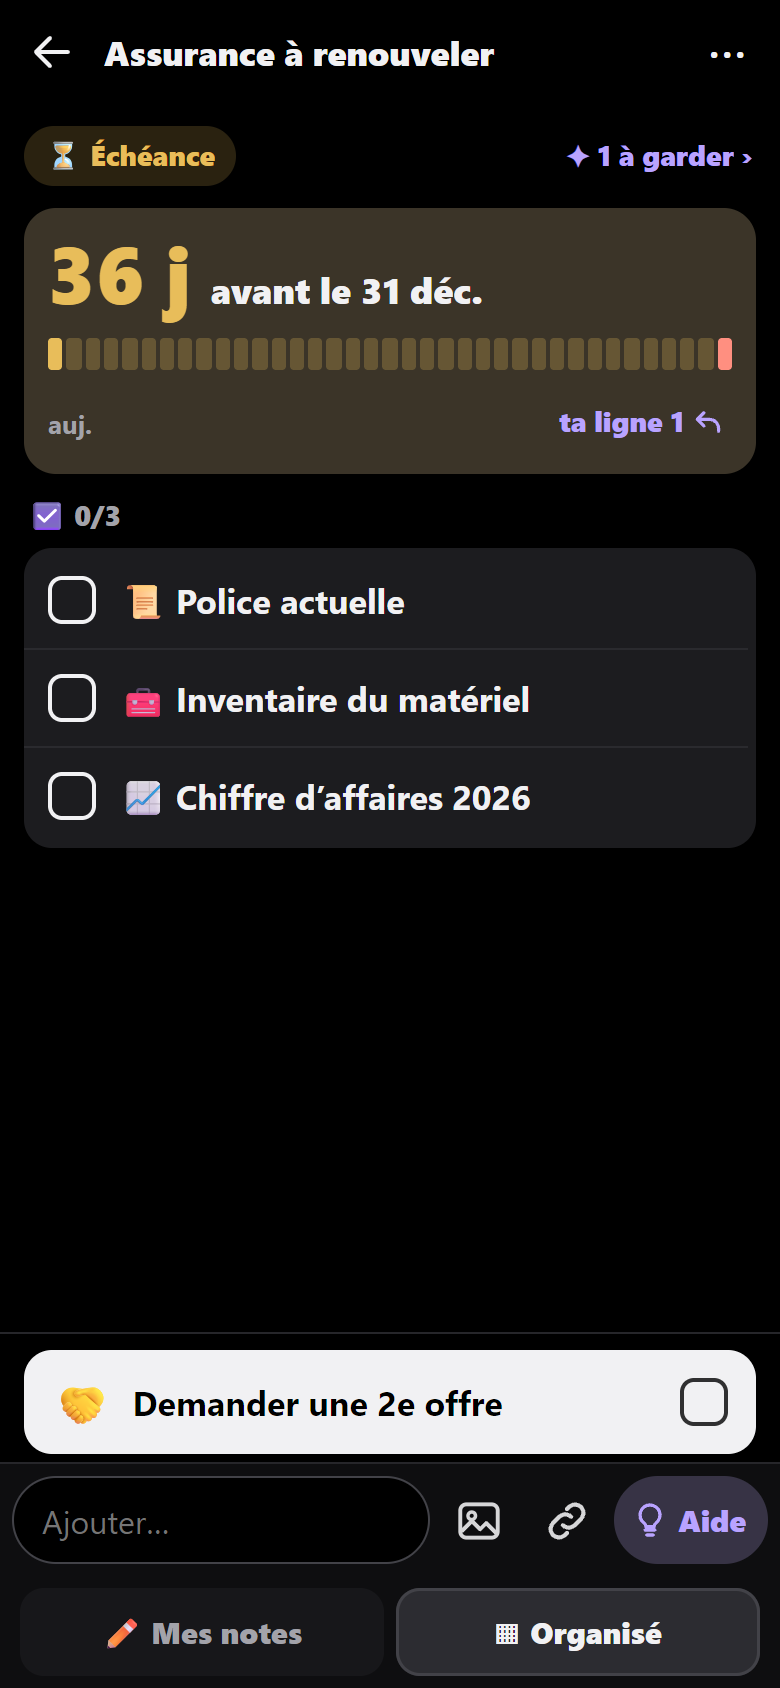 Assurance à renouveler
⏳ Échéance
✦ 1 à garder ›
36 j avant le 31 déc.
auj.
ta ligne 1
0/3
Police actuelle
Inventaire du matériel
Chiffre d’affaires 2026
Demander une 2e offre
Ajouter...
Aide
Mes notes
Organisé